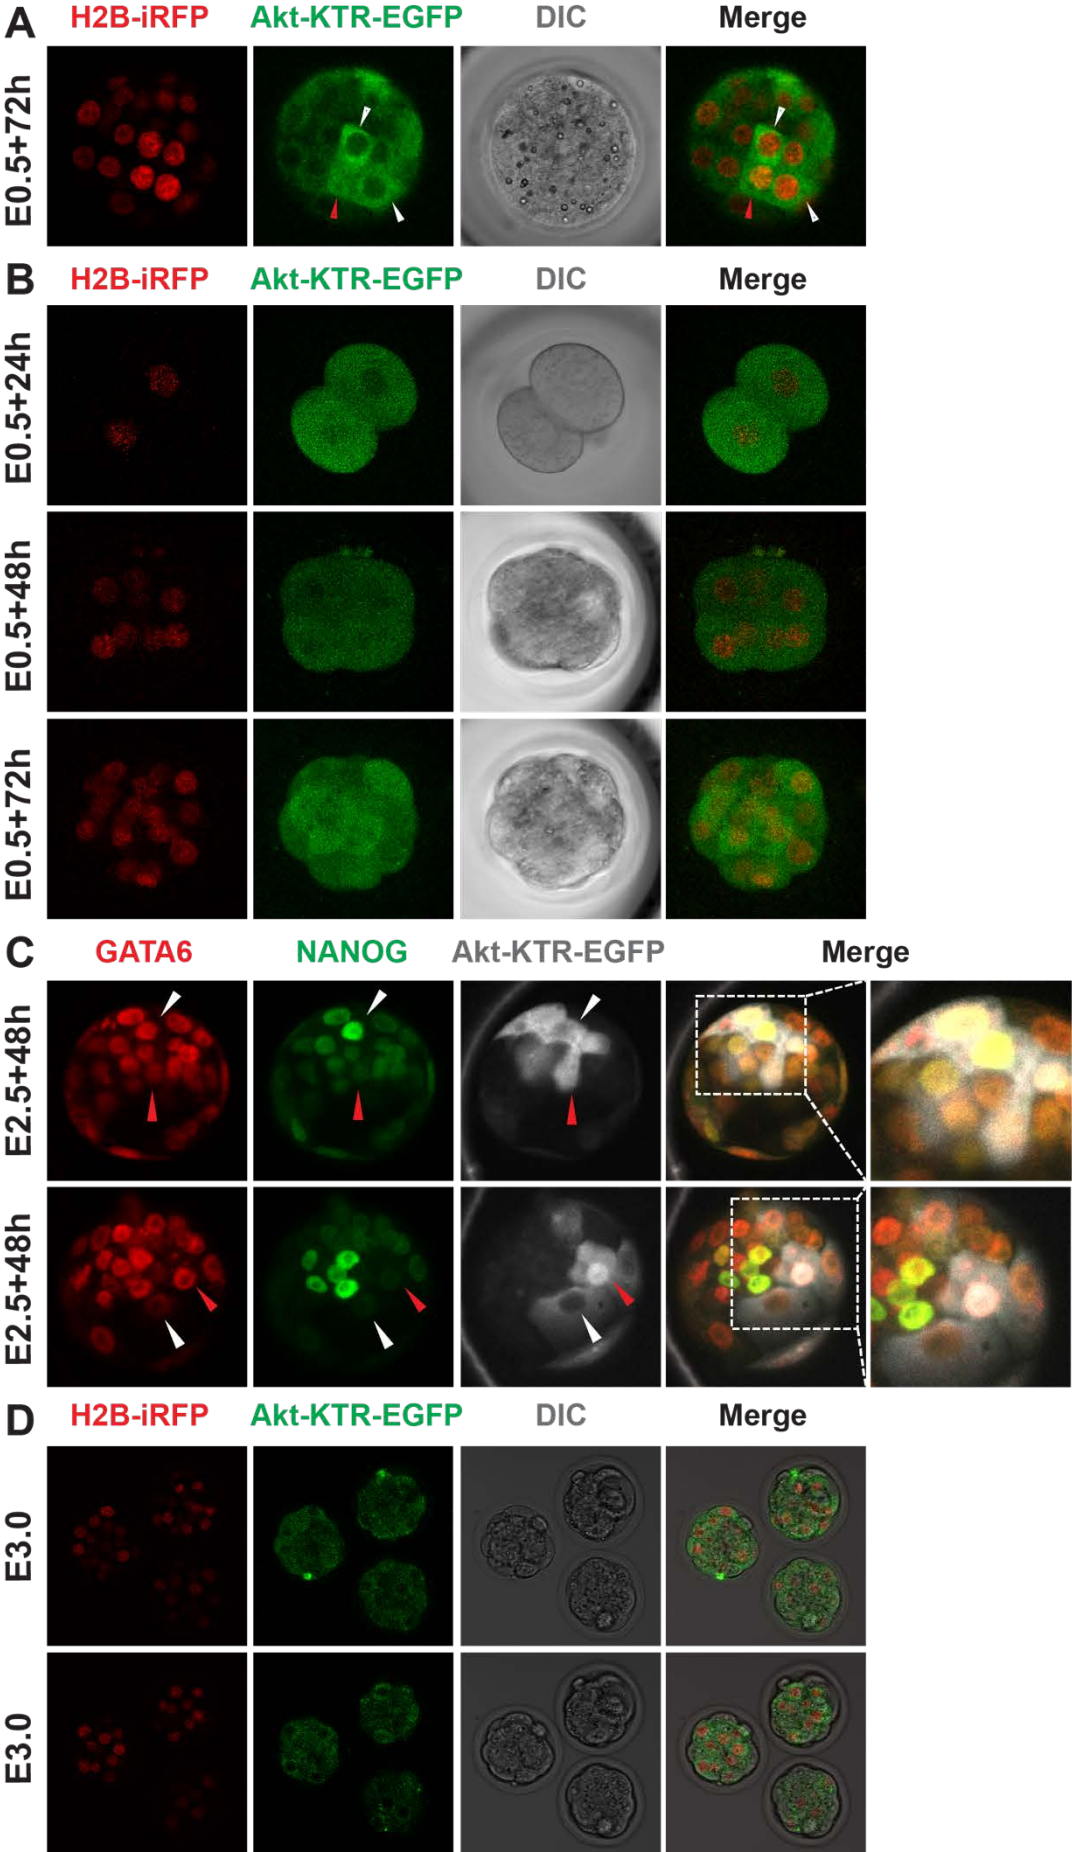 A H2B-iRFP Akt-KTR-EGFP DIC Merge
E0.5+72h
B H2B-iRFP Akt-KTR-EGFP DIC Merge
E0.5+24h
E0.5+48h
E0.5+72h
C GATA6 NANOG Akt-KTR-EGFP Merge
E2.5+48h
E2.5+48h
D H2B-iRFP Akt-KTR-EGFP DIC Merge
E3.0
E3.0